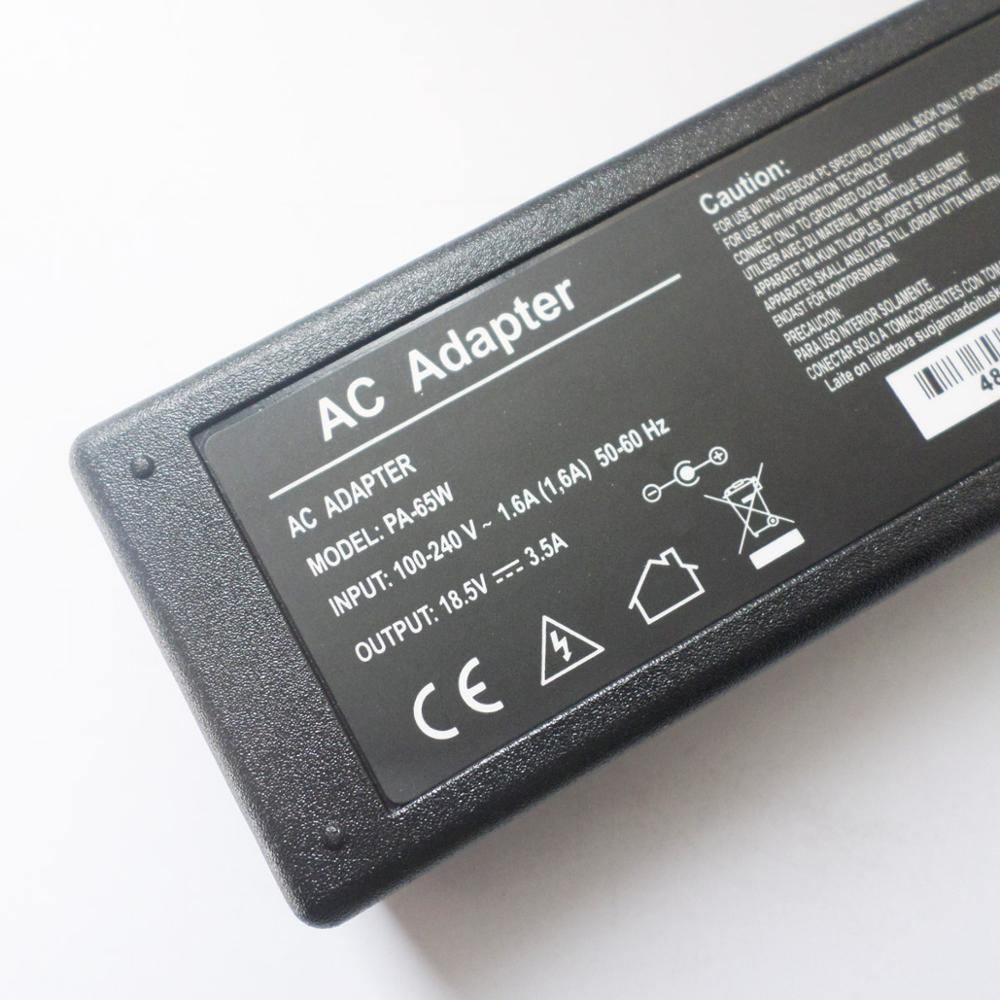 AC Adapter
AC ADAPTER
MODEL: PA-65W
INPUT: 100-240 V ~ 1.6A (1,6A) 50-60 Hz
OUTPUT: 18.5V ⎓ 3.5A
CE
Caution:
FOR USE WITH NOTEBOOK PC SPECIFIED IN MANUAL BOOK ONLY. FOR INDOO
FOR USE WITH INFORMATION TECHNOLOGY EQUIPMENT ONLY
CONNECT ONLY TO GROUNDED OUTLET.
UTILISER AVEC DU MATERIEL INFORMATIQUE SEULEMENT.
APPARATET MÅ KUN TILKOPLES JORDET STIKKONTAKT.
APPARATEN SKALL ANSLUTAS TILL JORDAT UTTA NAR DEN
ENDAST FÖR KONTORSMASKIN.
PRECAUCION:
PARA USO INTERIOR SOLAMENTE
CONECTAR SOLO A TOMACORRIENTES CON TOM
Laite on liitettava suojamaadoitus
48